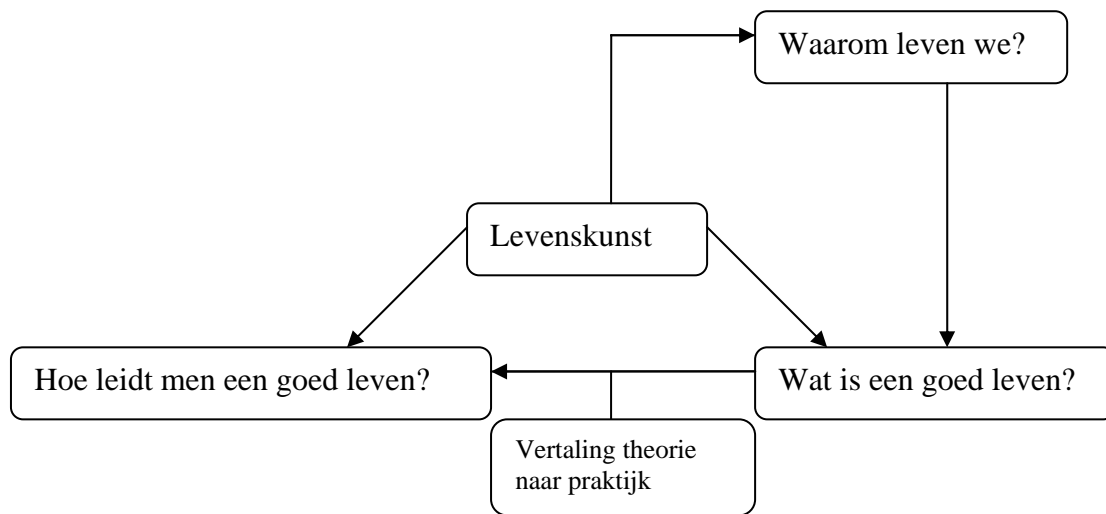 Waarom leven we?
Levenskunst
Hoe leidt men een goed leven?
Wat is een goed leven?
Vertaling theorie
naar praktijk